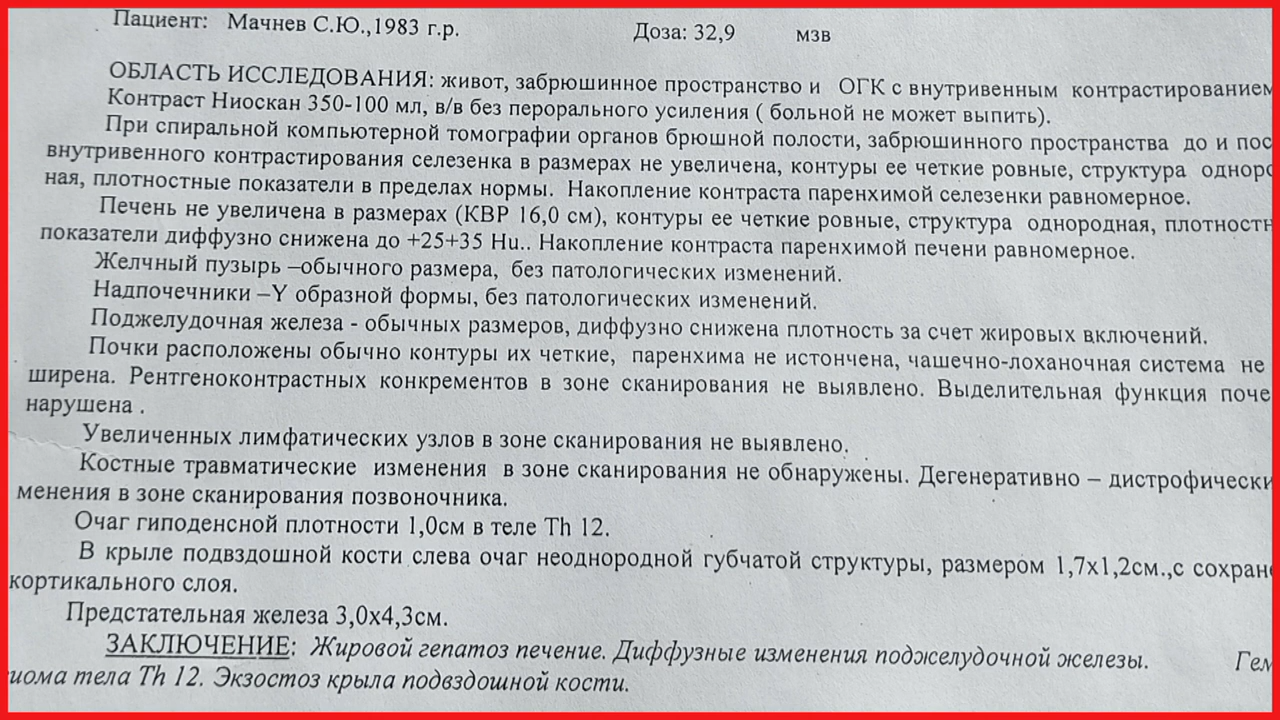 Пациент: Мачнев С.Ю.,1983 г.р. Доза: 32,9 мзв
ОБЛАСТЬ ИССЛЕДОВАНИЯ: живот, забрюшинное пространство и ОГК с внутривенным контрастированием
Контраст Ниоскан 350-100 мл, в/в без перорального усиления ( больной не может выпить).
При спиральной компьютерной томографии органов брюшной полости, забрюшинного пространства до и пос
внутривенного контрастирования селезенка в размерах не увеличена, контуры ее четкие ровные, структура одноро
ная, плотностные показатели в пределах нормы. Накопление контраста паренхимой селезенки равномерное.
Печень не увеличена в размерах (КВР 16,0 см), контуры ее четкие ровные, структура однородная, плотност
показатели диффузно снижена до +25+35 Hu.. Накопление контраста паренхимой печени равномерное.
Желчный пузырь –обычного размера, без патологических изменений.
Надпочечники –Y образной формы, без патологических изменений.
Поджелудочная железа - обычных размеров, диффузно снижена плотность за счет жировых включений.
Почки расположены обычно контуры их четкие, паренхима не истончена, чашечно-лоханочная система не
ширена. Рентгеноконтрастных конкрементов в зоне сканирования не выявлено. Выделительная функция поче
нарушена .
Увеличенных лимфатических узлов в зоне сканирования не выявлено.
Костные травматические изменения в зоне сканирования не обнаружены. Дегенеративно – дистрофически
менения в зоне сканирования позвоночника.
Очаг гиподенсной плотности 1,0см в теле Th 12.
В крыле подвздошной кости слева очаг неоднородной губчатой структуры, размером 1,7х1,2см.,с сохран
кортикального слоя.
Предстательная железа 3,0х4,3см.
ЗАКЛЮЧЕНИЕ: Жировой гепатоз печение. Диффузные изменения поджелудочной железы. Гем
гиома тела Th 12. Экзостоз крыла подвздошной кости.